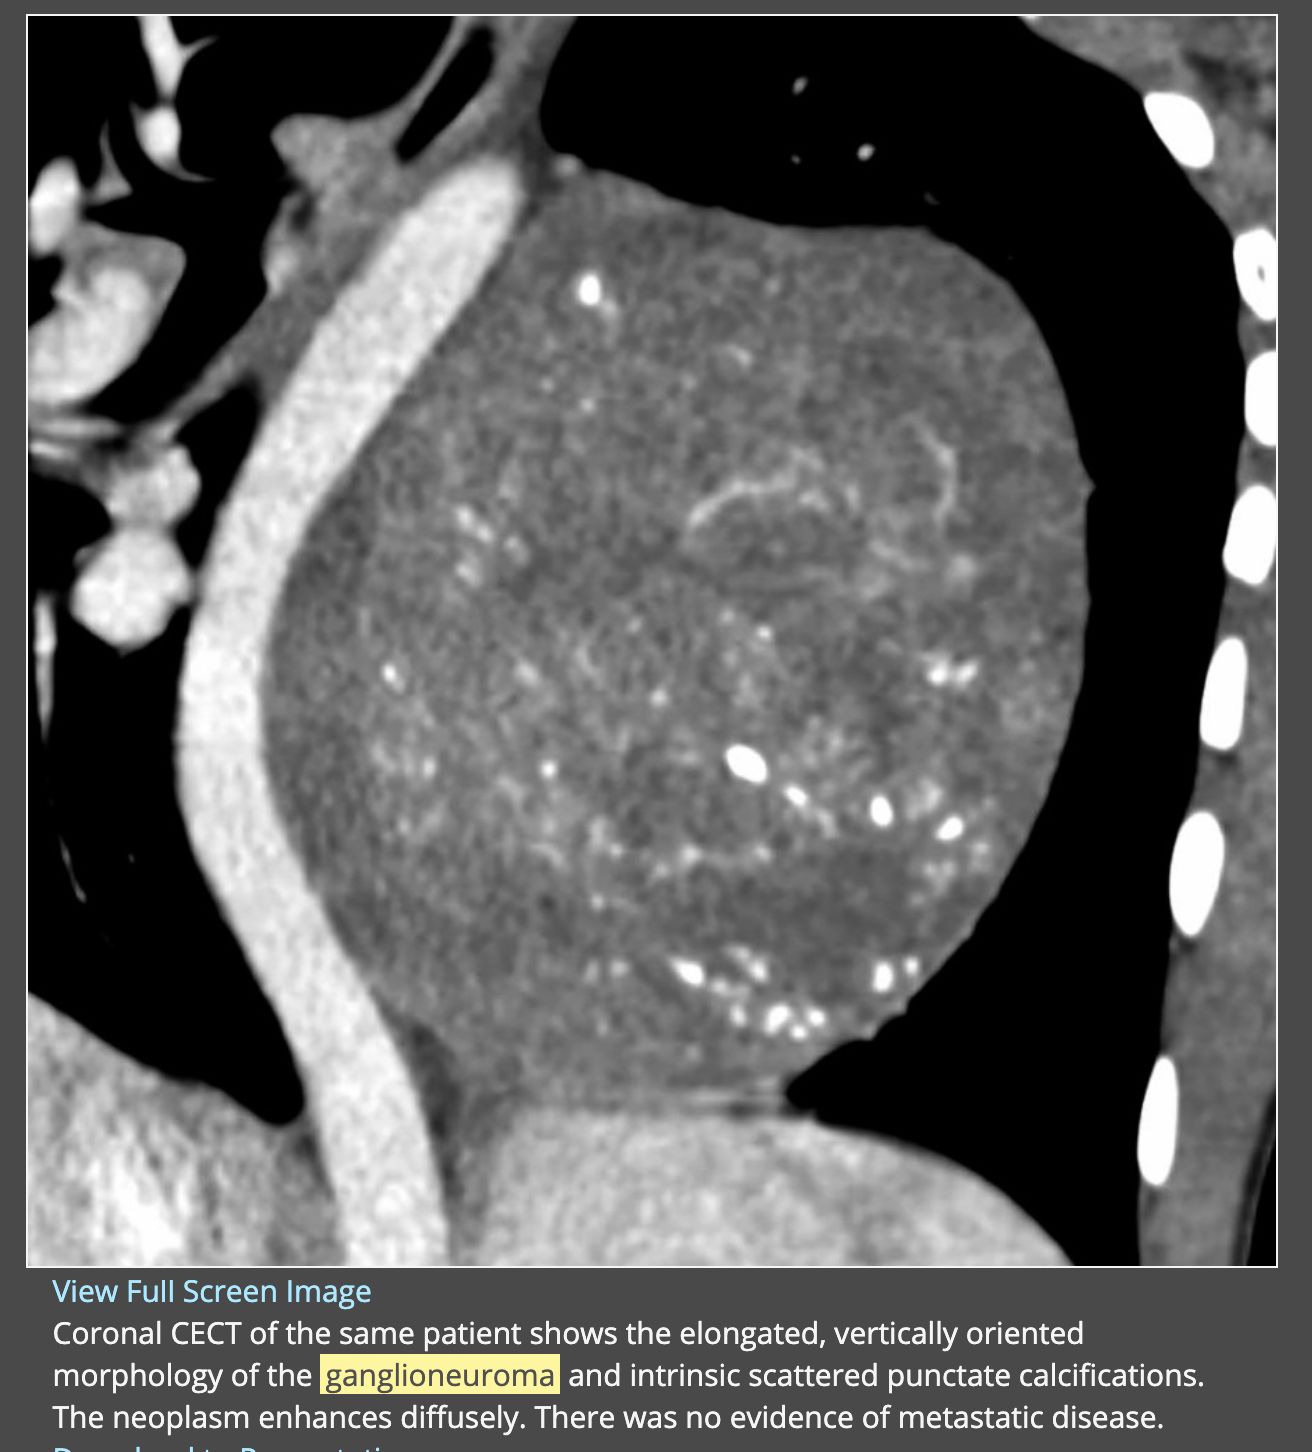 View Full Screen Image
Coronal CECT of the same patient shows the elongated, vertically oriented
morphology of the ganglioneuroma and intrinsic scattered punctate calcifications.
The neoplasm enhances diffusely. There was no evidence of metastatic disease.